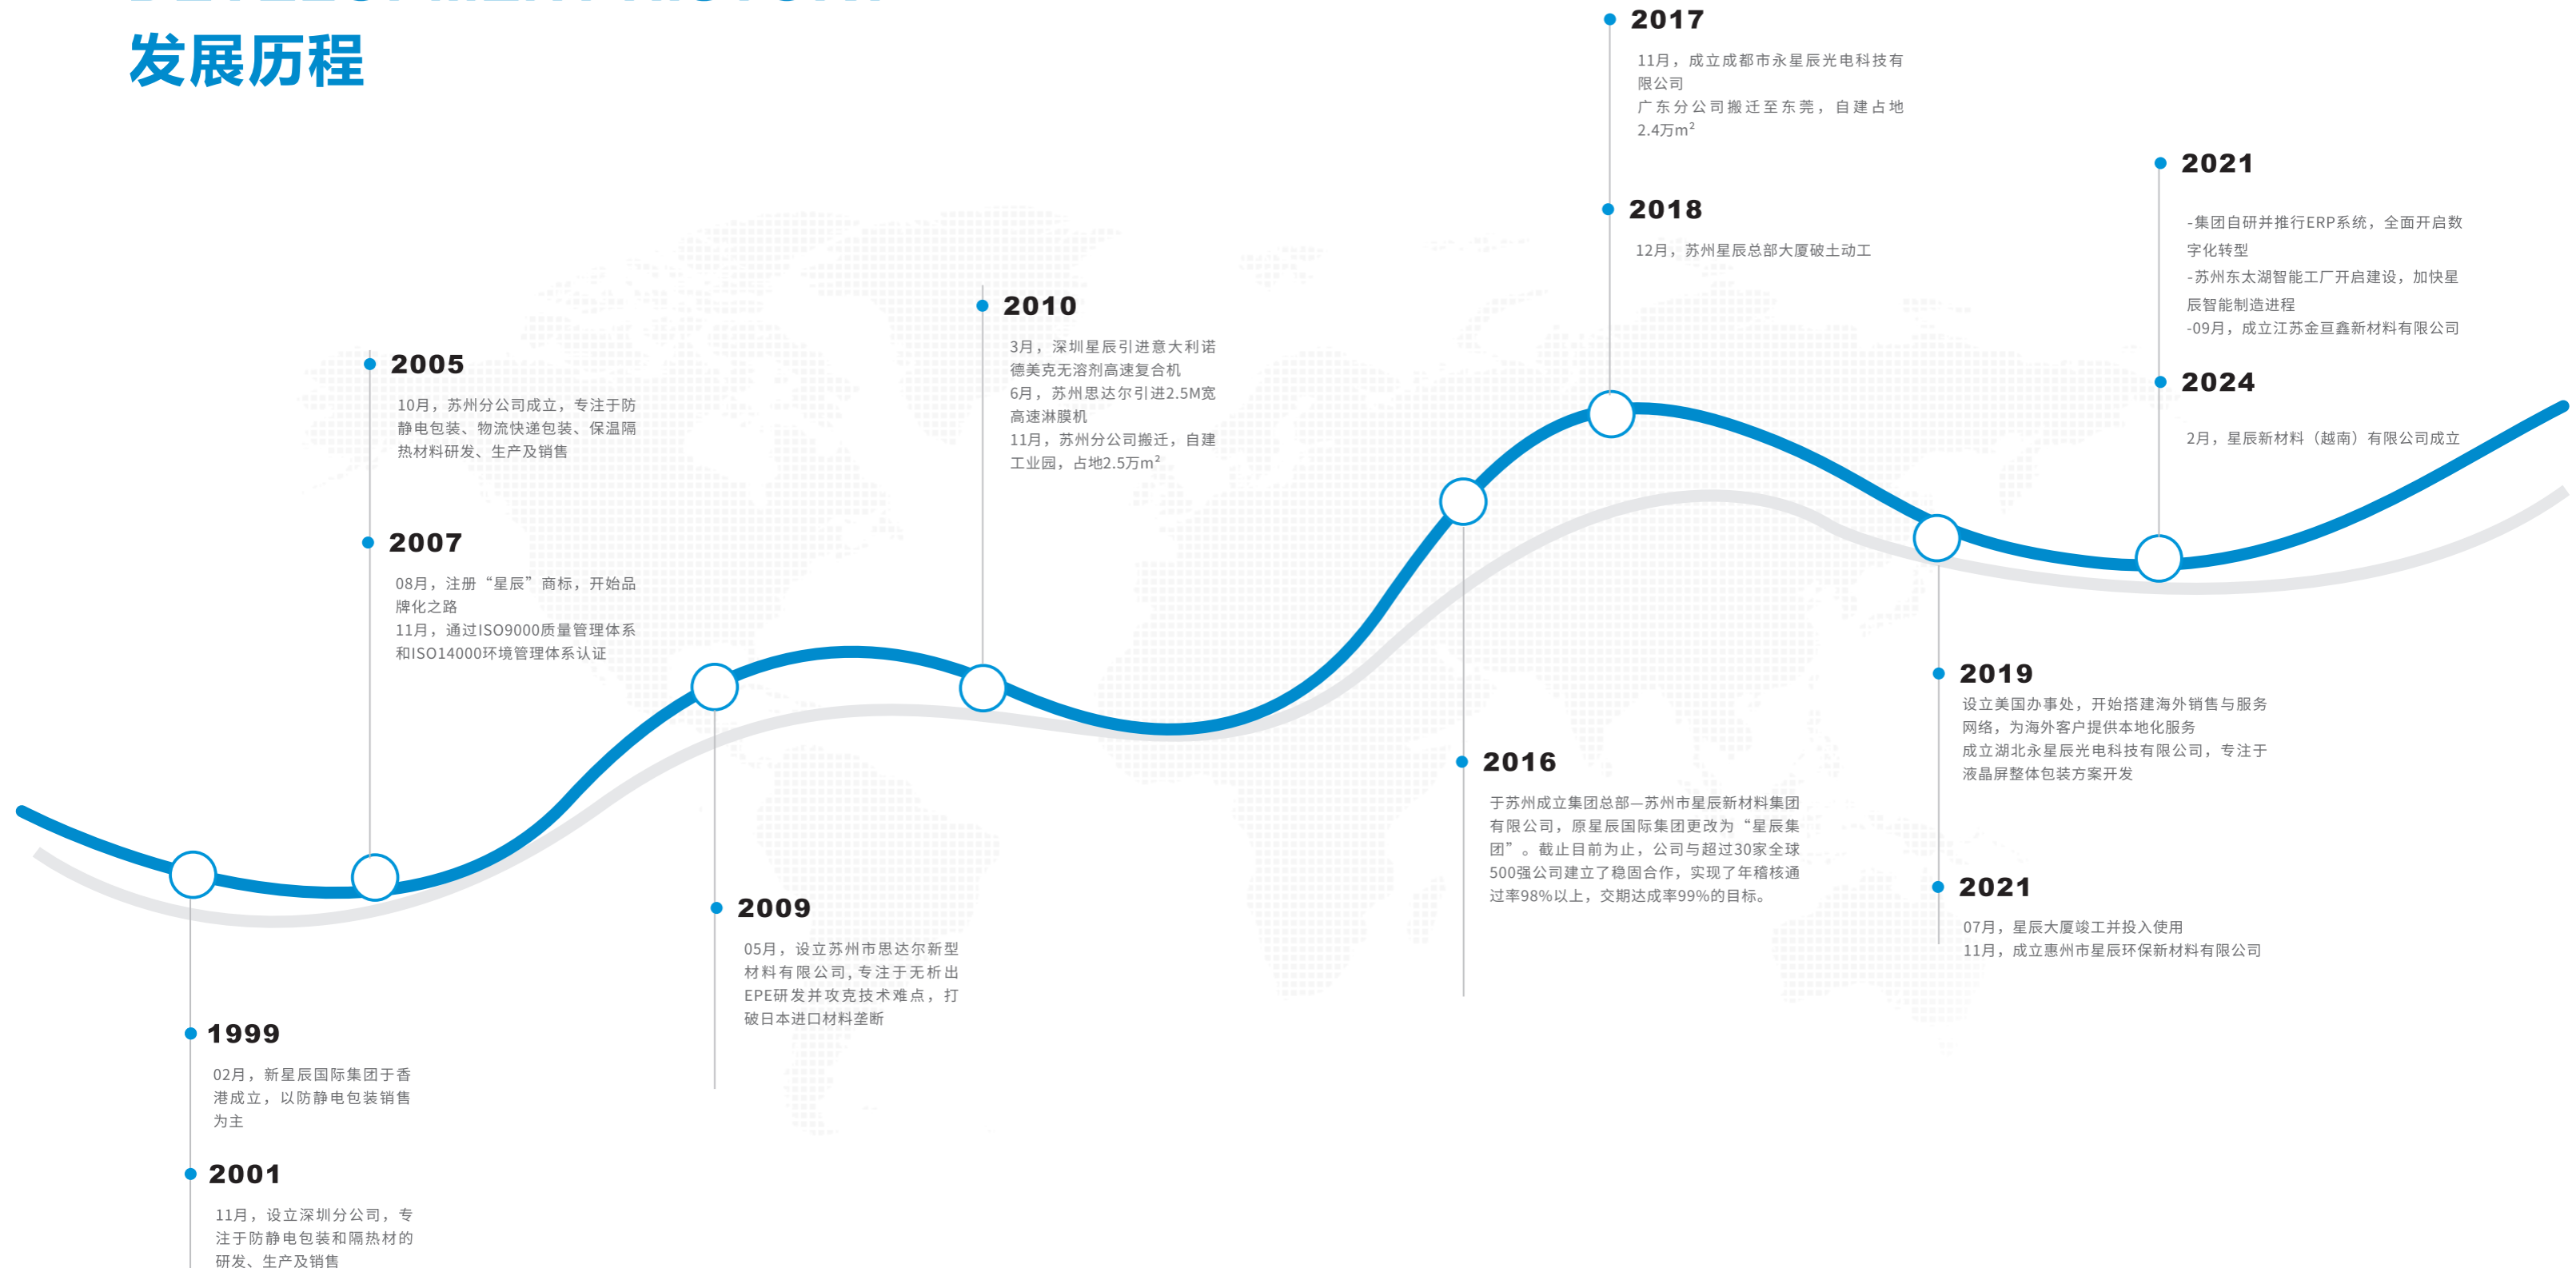 DEVELOPMENT HISTORY
发展历程
1999
02月，新星辰国际集团于香
港成立，以防静电包装销售
为主
2001
11月，设立深圳分公司，专
注于防静电包装和隔热材的
研发、生产及销售
2005
10月，苏州分公司成立，专注于防
静电包装、物流快递包装、保温隔
热材料研发、生产及销售
2007
08月，注册“星辰”商标，开始品
牌化之路
11月，通过ISO9000质量管理体系
和ISO14000环境管理体系认证
2009
05月，设立苏州市思达尔新型
材料有限公司,专注于无析出
EPE研发并攻克技术难点，打
破日本进口材料垄断
2010
3月，深圳星辰引进意大利诺
德美克无溶剂高速复合机
6月，苏州思达尔引进2.5M宽
高速淋膜机
11月，苏州分公司搬迁，自建
工业园，占地2.5万m²
2016
于苏州成立集团总部—苏州市星辰新材料集团
有限公司，原星辰国际集团更改为“星辰集
团”。截止目前为止，公司与超过30家全球
500强公司建立了稳固合作，实现了年稽核通
过率98%以上，交期达成率99%的目标。
2017
11月，成立成都市永星辰光电科技有
限公司
广东分公司搬迁至东莞，自建占地
2.4万m²
2018
12月，苏州星辰总部大厦破土动工
2019
设立美国办事处，开始搭建海外销售与服务
网络，为海外客户提供本地化服务
成立湖北永星辰光电科技有限公司，专注于
液晶屏整体包装方案开发
2021
07月，星辰大厦竣工并投入使用
11月，成立惠州市星辰环保新材料有限公司
2021
-集团自研并推行ERP系统，全面开启数
字化转型
-苏州东太湖智能工厂开启建设，加快星
辰智能制造进程
-09月，成立江苏金亘鑫新材料有限公司
2024
2月，星辰新材料（越南）有限公司成立